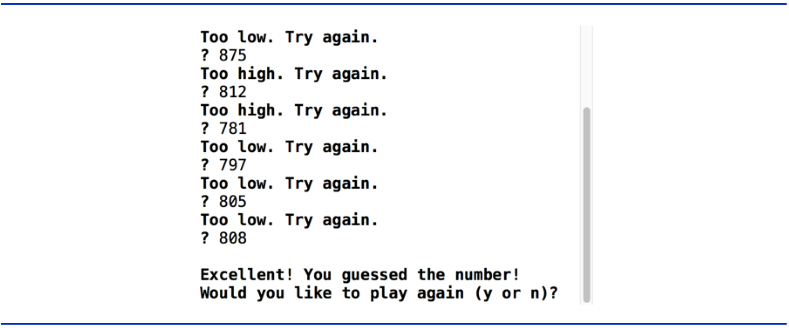 Too low. Try again.
? 875
Too high. Try again.
? 812
Too high. Try again.
? 781
Too low. Try again.
? 797
Too low. Try again.
? 805
Too low. Try again.
? 808
Excellent! You guessed the number!
Would you like to play again (y or n)?